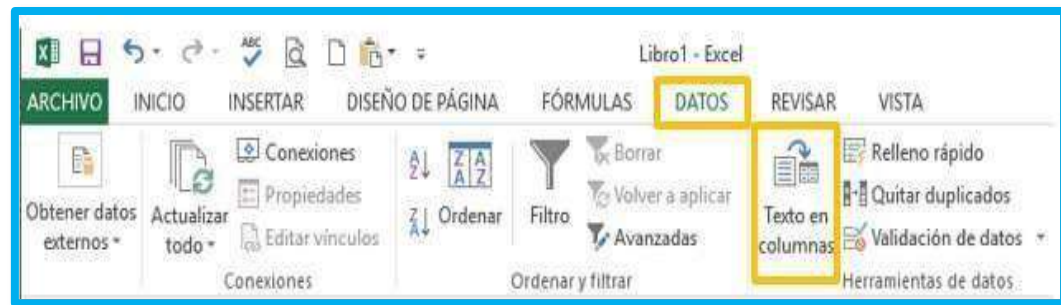 ABC
Libro1 - Excel
ARCHIVO INICIO INSERTAR DISEÑO DE PÁGINA FÓRMULAS DATOS REVISAR VISTA
Obtener datos
externos
Actualizar
todo
Conexiones
Propiedades
Editar vínculos
Conexiones
A
Z
Z
A
Z A
A Z
Ordenar
Filtro
Borrar
Volver a aplicar
Avanzadas
Ordenar y filtrar
Texto en
columnas
Relleno rápido
Quitar duplicados
Validación de datos
Herramientas de datos